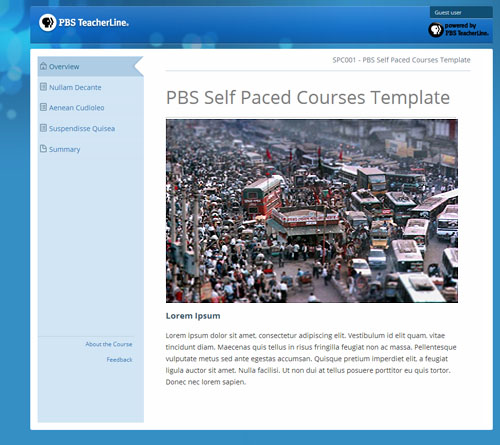 Guest user
PBS TeacherLine.
powered by
PBS TeacherLine.
Overview
Nullam Decante
Aenean Cudioleo
Suspendisse Quisea
Summary
About the Course
Feedback
SPC001 - PBS Self Paced Courses Template
PBS Self Paced Courses Template
Lorem Ipsum
Lorem ipsum dolor sit amet, consectetur adipiscing elit. Vestibulum id elit quam, vitae
tincidunt diam. Maecenas quis tellus in risus fringilla feugiat non ac massa. Pellentesque
vulputate metus sed ante egestas accumsan. Quisque pretium imperdiet elit, a feugiat
ligula auctor sit amet. Nulla facilisi. Ut non dui at tellus posuere porttitor eu quis tortor.
Donec nec lorem sapien.